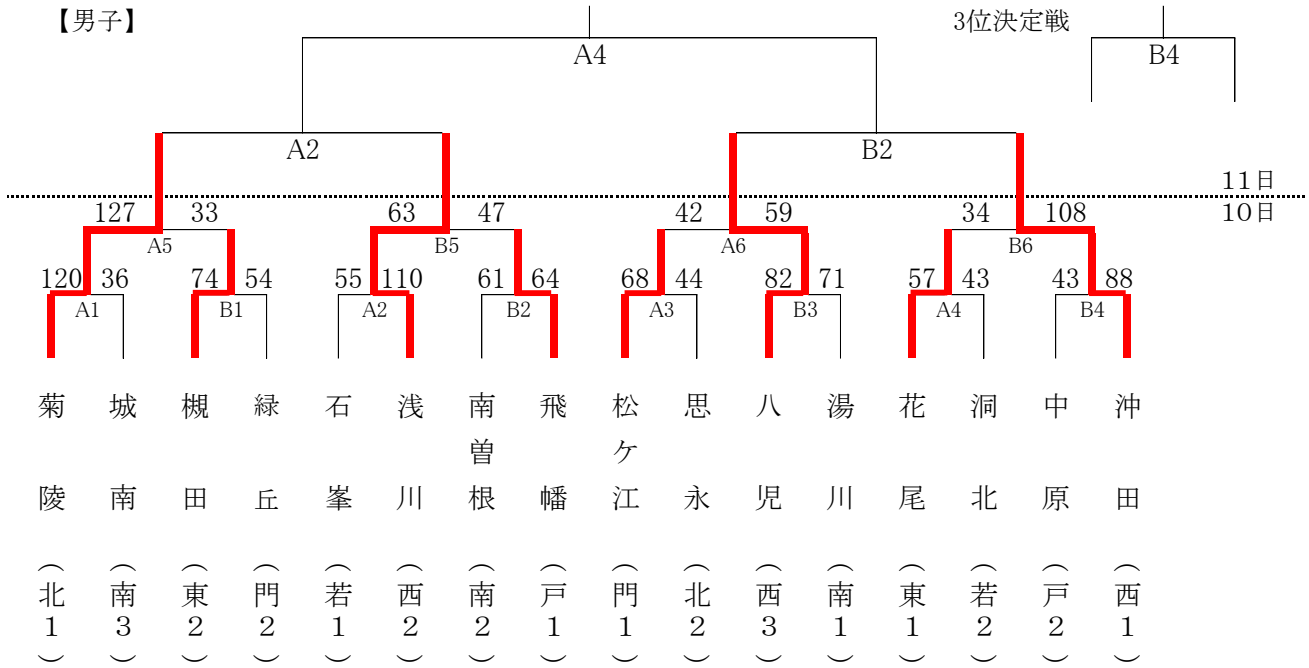 【男子】 3位決定戦
A4 B4
A2 B2
11日
127 33 63 47 42 59 34 108 10日
A5 B5 A6 B6
120 36 74 54 55 110 61 64 68 44 82 71 57 43 43 88
A1 B1 A2 B2 A3 B3 A4 B4
菊陵（北1）
城南（南3）
槻田（東2）
緑丘（門2）
石峯（若1）
浅川（西2）
南曽根（南2）
飛幡（戸1）
松ケ江（門1）
思永（北2）
八児（西3）
湯川（南1）
花尾（東1）
洞北（若2）
中原（戸2）
沖田（西1）